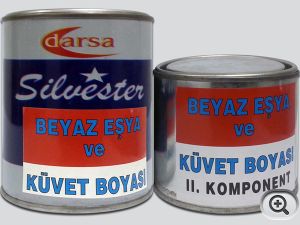 darsa
Silvester
BEYAZ EŞYA
ve
KÜVET BOYASI
BEYAZ EŞYA
ve
KÜVET BOYASI
II. KOMPONENT